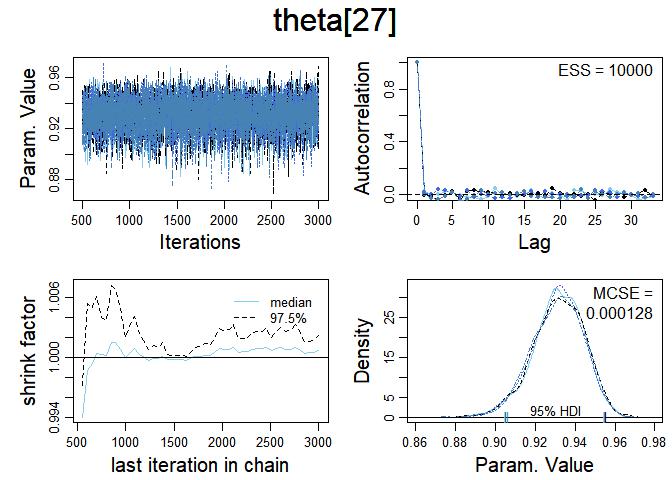 theta[27]
Param. Value
0.88
0.92
0.96
500 1000 1500 2000 2500 3000
Iterations
Autocorrelation
0.0
0.4
0.8
ESS = 10000
0 5 10 15 20 25 30
Lag
shrink factor
0.994
1.000
1.006
median
97.5%
500 1000 1500 2000 2500 3000
last iteration in chain
Density
0
5
15
25
MCSE =
0.000128
95% HDI
0.86 0.88 0.90 0.92 0.94 0.96 0.98
Param. Value